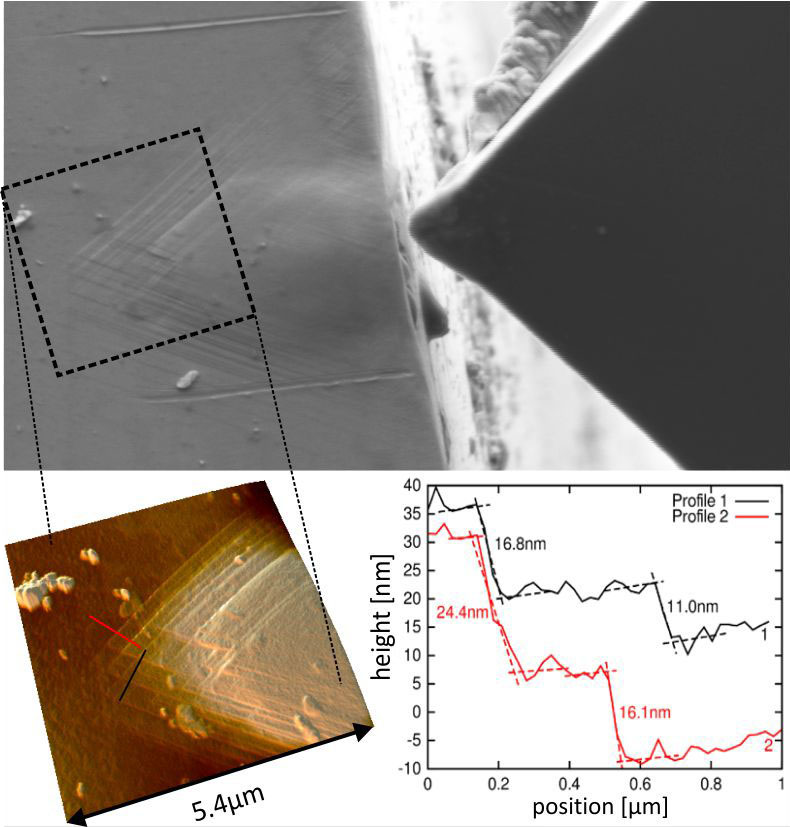 5.4μm
height [nm]
40
35
30
25
20
15
10
5
0
-5
-10
Profile 1
Profile 2
16.8nm
24.4nm
11.0nm
16.1nm
1
2
0
0.2
0.4
0.6
0.8
1
position [μm]